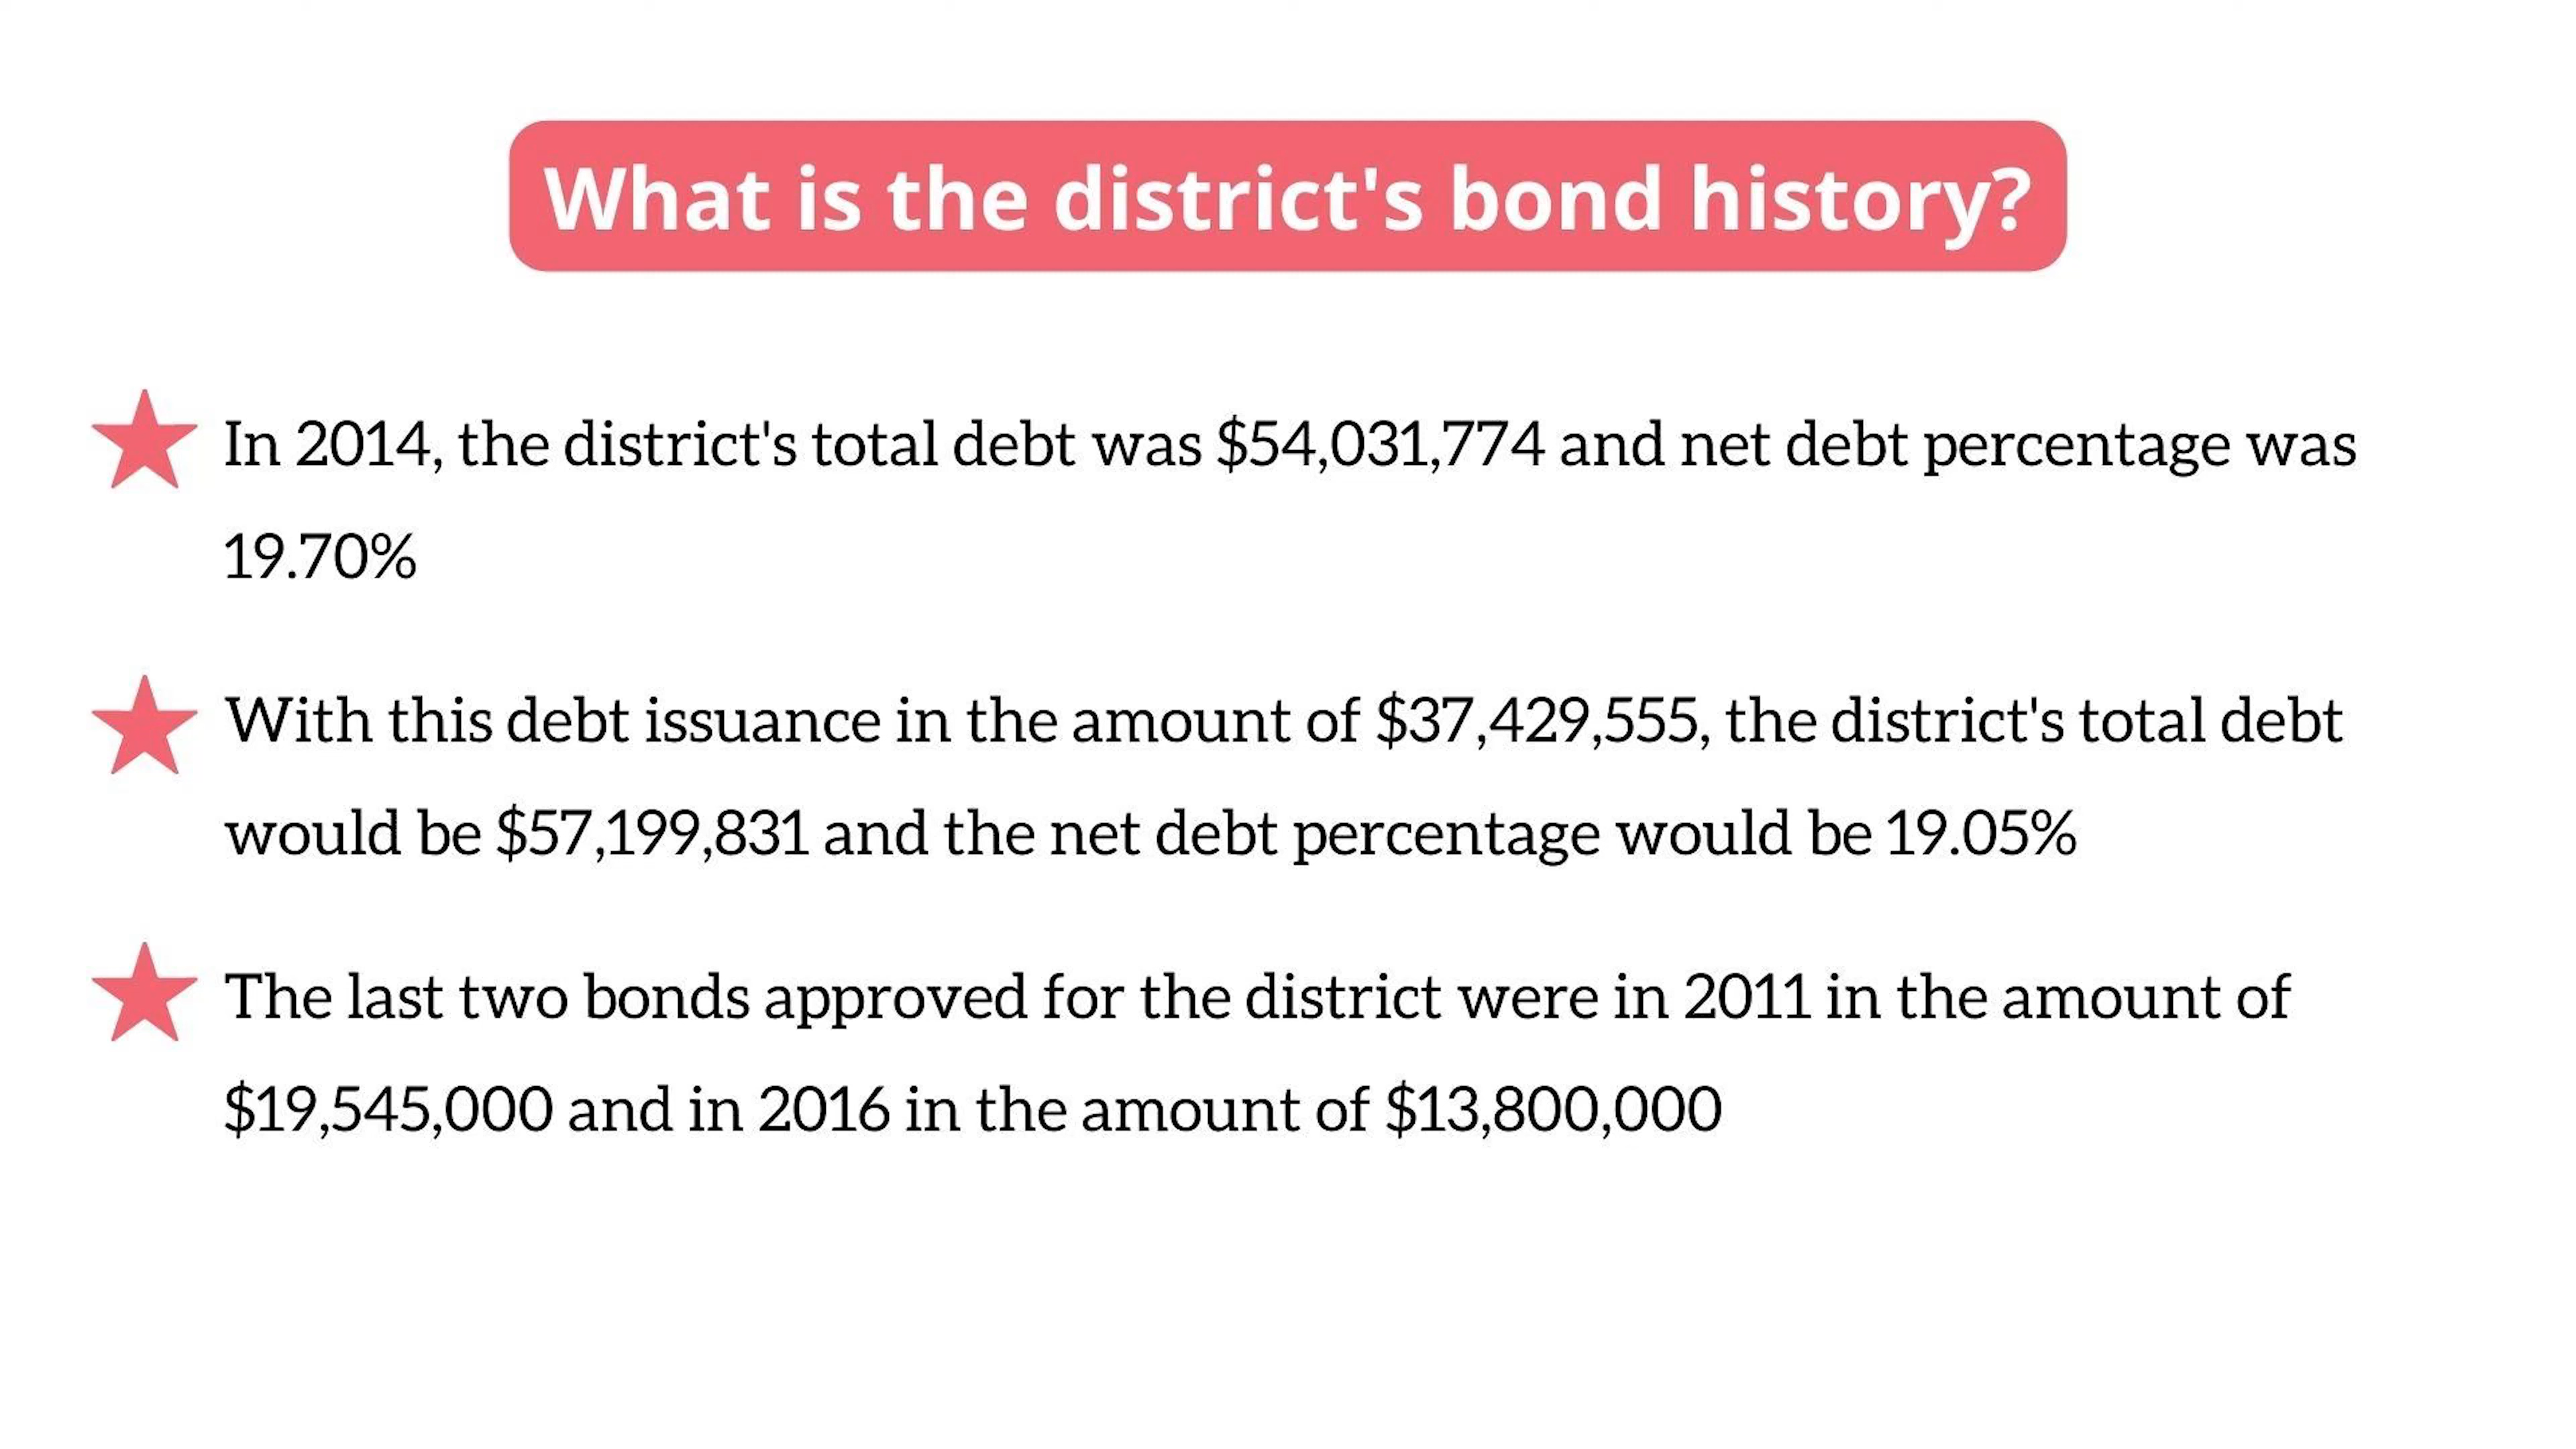 What is the district's bond history?
In 2014, the district's total debt was $54,031,774 and net debt percentage was
19.70%
With this debt issuance in the amount of $37,429,555, the district's total debt
would be $57,199,831 and the net debt percentage would be 19.05%
The last two bonds approved for the district were in 2011 in the amount of
$19,545,000 and in 2016 in the amount of $13,800,000